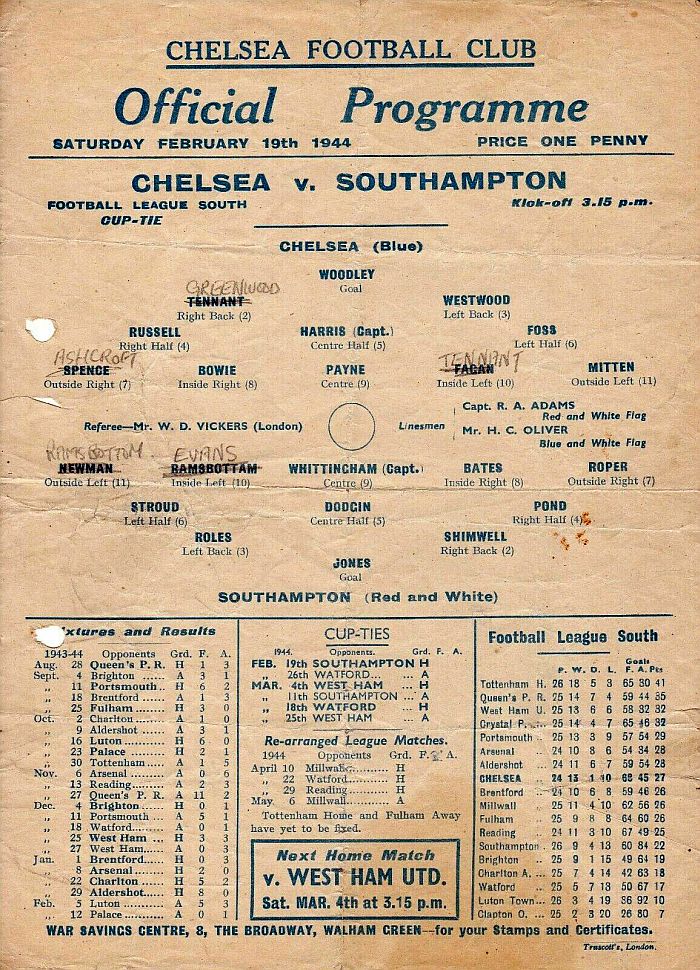 CHELSEA FOOTBALL CLUB
Official Programme
SATURDAY FEBRUARY 19th 1944 PRICE ONE PENNY
CHELSEA v. SOUTHAMPTON
FOOTBALL LEAGUE SOUTH Kick-off 3.15 p.m.
CUP-TIE
CHELSEA (Blue)
WOODLEY
Goal
GREENWOOD
TENNANT WESTWOOD
Right Back (2) Left Back (3)
RUSSELL HARRIS (Capt.) FOSS
Right Half (4) Centre Half (5) Left Half (6)
ASHCROFT TENNANT
SPENCE BOWIE PAYNE FAGAN MITTEN
Outside Right (7) Inside Right (8) Centre (9) Inside Left (10) Outside Left (11)
Referee—Mr. W. D. VICKERS (London) Linesmen
Capt. R. A. ADAMS
Red and White Flag
Mr. H. C. OLIVER
Blue and White Flag
RAMSBOTTOM. EVANS
NEWMAN RAMSBOTTAM WHITTINGHAM (Capt.) BATES ROPER
Outside Left (11) Inside Left (10) Centre (9) Inside Right (8) Outside Right (7)
STROUD DODGIN POND
Left Half (6) Centre Half (5) Right Half (4)
ROLES SHIMWELL
Left Back (3) Right Back (2)
JONES
Goal
SOUTHAMPTON (Red and White)
ixtures and Results
1943-44 Opponents Grd. F. A.
Aug. 28 Queen's P. R. H 1 3
Sept. 4 Brighton ...... A 3 1
,, 11 Portsmouth.. H 6 2
,, 18 Brentford ..... A 1 3
,, 25 Fulham ........ H 3 0
Oct. 2 Charlton ...... A 1 0
,, 9 Aldershot ..... A 3 1
,, 16 Luton .......... H 6 0
,, 23 Palace ......... H 2 1
,, 30 Tottenham .... A 1 5
Nov. 6 Arsenal ........ A 0 6
,, 13 Reading........ A 2 3
,, 27 Queen's P. R. A 11 2
Dec. 4 Brighton....... H 0 1
,, 11 Portsmouth ... A 5 1
,, 18 Watford........ A 0 1
,, 25 West Ham ... H 3 3
,, 27 West Ham..... A 0 3
Jan. 1 Brentford...... H 0 3
,, 8 Arsenal ........ H 2 0
,, 22 Charlton ...... H 5 2
,, 29 Aldershot...... H 8 0
Feb. 5 Luton ........... A 5 3
,, 12 Palace .......... A 0 1
CUP-TIES
1944. Opponents. Grd. F. A.
FEB. 19th SOUTHAMPTON H
,, 26th WATFORD... ... A
MAR. 4th WEST HAM ... H
,, 11th SOUTHAMPTON ... A
,, 18th WATFORD H
,, 25th WEST HAM ... A
Re-arranged League Matches.
1944 Opponents Grd. F. A.
April 10 Millwall........... H
,, 22 Watford........... H
,, 29 Reading........... H
May. 6 Millwall........... A
Tottenham Home and Fulham Away
have yet to be fixed.
Next Home Match
v. WEST HAM UTD.
Sat. MAR. 4th at 3.15 p.m.
Football League South
Goals
P. W. D. L. F. A. Pts
Tottenham H. 26 18 5 3 65 30 41
Queen's P. R. 25 14 7 4 59 44 35
West Ham U. 25 13 6 6 58 32 32
Crystal P. ... 25 14 4 7 65 46 32
Portsmouth .. 25 13 3 9 57 54 29
Arsenal 24 10 8 6 54 34 28
Aldershot .. 24 11 6 7 59 54 28
CHELSEA .. 24 13 1 10 68 45 27
Brentford .. 24 10 6 8 59 46 26
Millwall .. 25 11 4 10 62 56 26
Fulham .. 25 9 8 8 64 60 26
Reading .. 24 11 3 10 67 49 25
Southampton . 26 9 4 13 60 84 22
Brighton .. 25 9 1 15 49 64 19
Charlton A. .. 25 7 4 14 42 63 18
Watford .. 25 5 7 13 50 67 17
Luton Town... 26 3 4 19 36 92 10
Clapton O. ... 25 2 3 20 26 80 7
WAR SAVINGS CENTRE, 8, THE BROADWAY, WALHAM GREEN—for your Stamps and Certificates.
Truscott's, London.